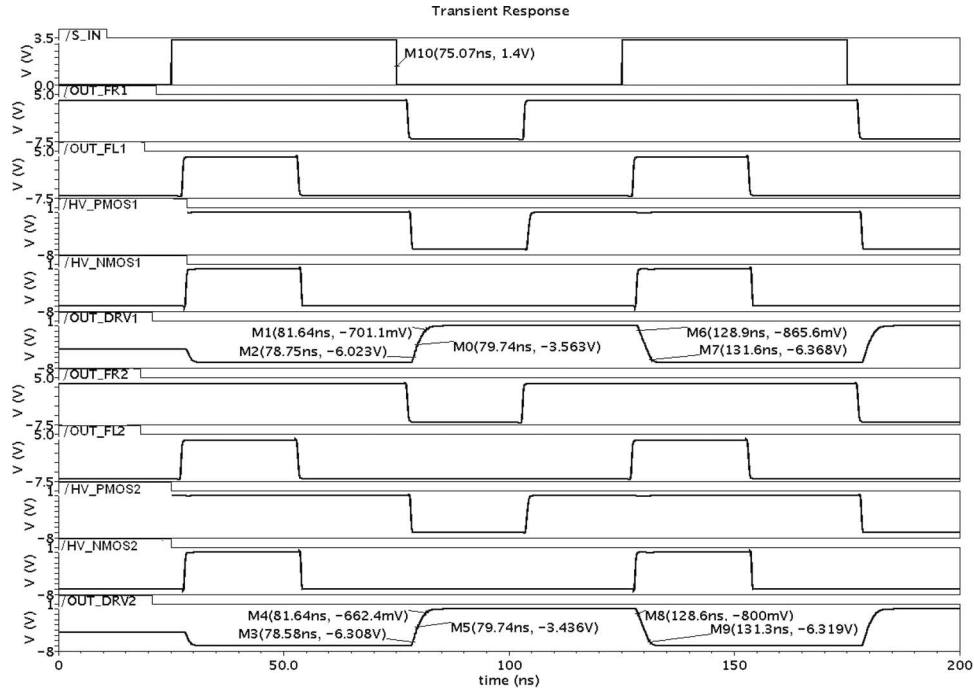 Transient Response
/S_IN
3.5
V (V)
0.0
M10(75.07ns, 1.4V)
/OUT_FR1
5.0
V (V)
-7.5
/OUT_FL1
5.0
V (V)
-7.5
/HV_PMOS1
1
V (V)
-8
/HV_NMOS1
1
V (V)
-8
/OUT_DRV1
1
V (V)
-8
M1(81.64ns, -701.1mV)
M6(128.9ns, -865.6mV)
M2(78.75ns, -6.023V)
M0(79.74ns, -3.563V)
M7(131.6ns, -6.368V)
/OUT_FR2
5.0
V (V)
-7.5
/OUT_FL2
5.0
V (V)
-7.5
/HV_PMOS2
1
V (V)
-8
/HV_NMOS2
1
V (V)
-8
/OUT_DRV2
1
V (V)
-8
M4(81.64ns, -662.4mV)
M8(128.6ns, -800mV)
M3(78.58ns, -6.308V)
M5(79.74ns, -3.436V)
M9(131.3ns, -6.319V)
0 50.0 100 150 200
time (ns)